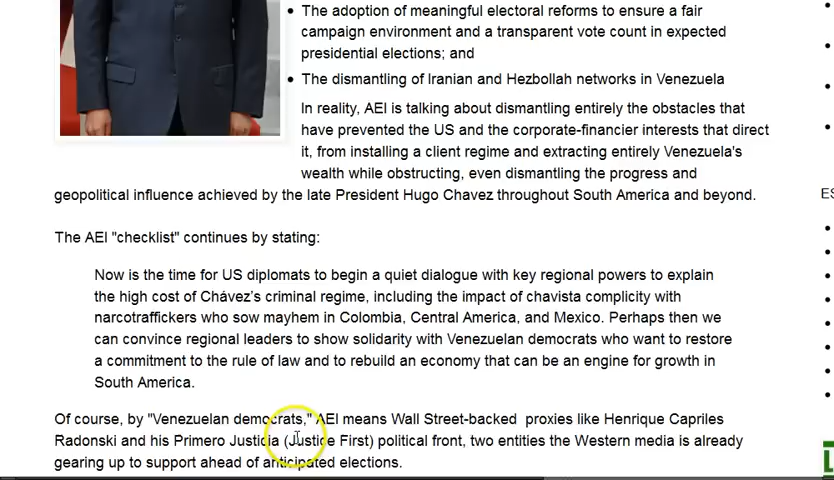 The adoption of meaningful electoral reforms to ensure a fair
campaign environment and a transparent vote count in expected
presidential elections; and
The dismantling of Iranian and Hezbollah networks in Venezuela
In reality, AEI is talking about dismantling entirely the obstacles that
have prevented the US and the corporate-financier interests that direct
it, from installing a client regime and extracting entirely Venezuela's
wealth while obstructing, even dismantling the progress and
geopolitical influence achieved by the late President Hugo Chavez throughout South America and beyond.
ES
The AEI "checklist" continues by stating:
Now is the time for US diplomats to begin a quiet dialogue with key regional powers to explain
the high cost of Chávez's criminal regime, including the impact of chavista complicity with
narcotraffickers who sow mayhem in Colombia, Central America, and Mexico. Perhaps then we
can convince regional leaders to show solidarity with Venezuelan democrats who want to restore
a commitment to the rule of law and to rebuild an economy that can be an engine for growth in
South America.
Of course, by "Venezuelan democrats," AEI means Wall Street-backed proxies like Henrique Capriles
Radonski and his Primero Justicia (Justice First) political front, two entities the Western media is already
gearing up to support ahead of anticipated elections.